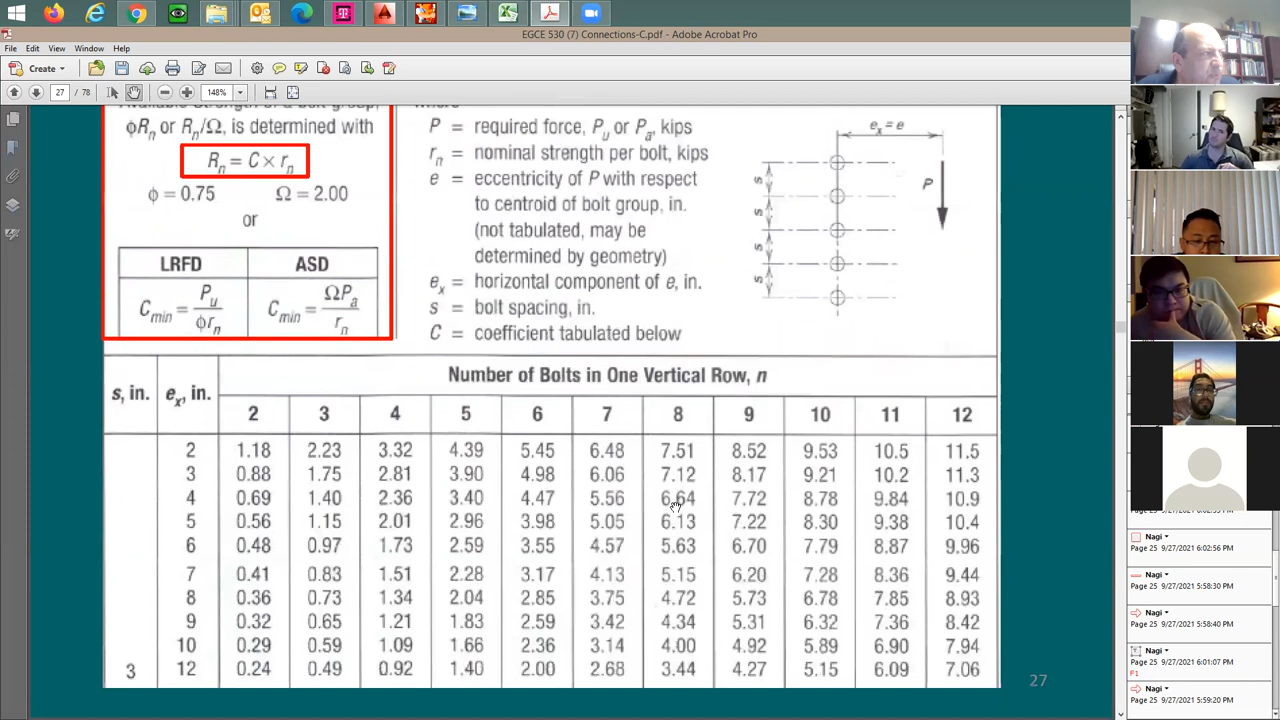 EGCE 530 (7) Connections-C.pdf - Adobe Acrobat Pro
File Edit View Window Help
Create
27 / 78 148%
Available Strength of a bolt group,
ϕRn or Rn/Ω, is determined with
Rn = C × rn
ϕ = 0.75 Ω = 2.00
or
LRFD ASD
Cmin = Pu / ϕrn Cmin = ΩPa / rn
where
P = required force, Pu or Pa, kips
rn = nominal strength per bolt, kips
e = eccentricity of P with respect
to centroid of bolt group, in.
(not tabulated, may be
determined by geometry)
ex = horizontal component of e, in.
s = bolt spacing, in.
C = coefficient tabulated below
ex = e
P
s
s
s
s
s, in. ex, in. Number of Bolts in One Vertical Row, n
2 3 4 5 6 7 8 9 10 11 12
2 1.18 2.23 3.32 4.39 5.45 6.48 7.51 8.52 9.53 10.5 11.5
3 0.88 1.75 2.81 3.90 4.98 6.06 7.12 8.17 9.21 10.2 11.3
4 0.69 1.40 2.36 3.40 4.47 5.56 6.64 7.72 8.78 9.84 10.9
5 0.56 1.15 2.01 2.96 3.98 5.05 6.13 7.22 8.30 9.38 10.4
6 0.48 0.97 1.73 2.59 3.55 4.57 5.63 6.70 7.79 8.87 9.96
7 0.41 0.83 1.51 2.28 3.17 4.13 5.15 6.20 7.28 8.36 9.44
8 0.36 0.73 1.34 2.04 2.85 3.75 4.72 5.73 6.78 7.85 8.93
9 0.32 0.65 1.21 1.83 2.59 3.42 4.34 5.31 6.32 7.36 8.42
10 0.29 0.59 1.09 1.66 2.36 3.14 4.00 4.92 5.89 6.90 7.94
3 12 0.24 0.49 0.92 1.40 2.00 2.68 3.44 4.27 5.15 6.09 7.06
27
Nagi
Page 25 9/27/2021 6:02:56 PM
Nagi
Page 25 9/27/2021 5:58:30 PM
Nagi
Page 25 9/27/2021 5:58:40 PM
Nagi
Page 25 9/27/2021 6:01:07 PM
F1
Nagi
Page 25 9/27/2021 5:59:20 PM